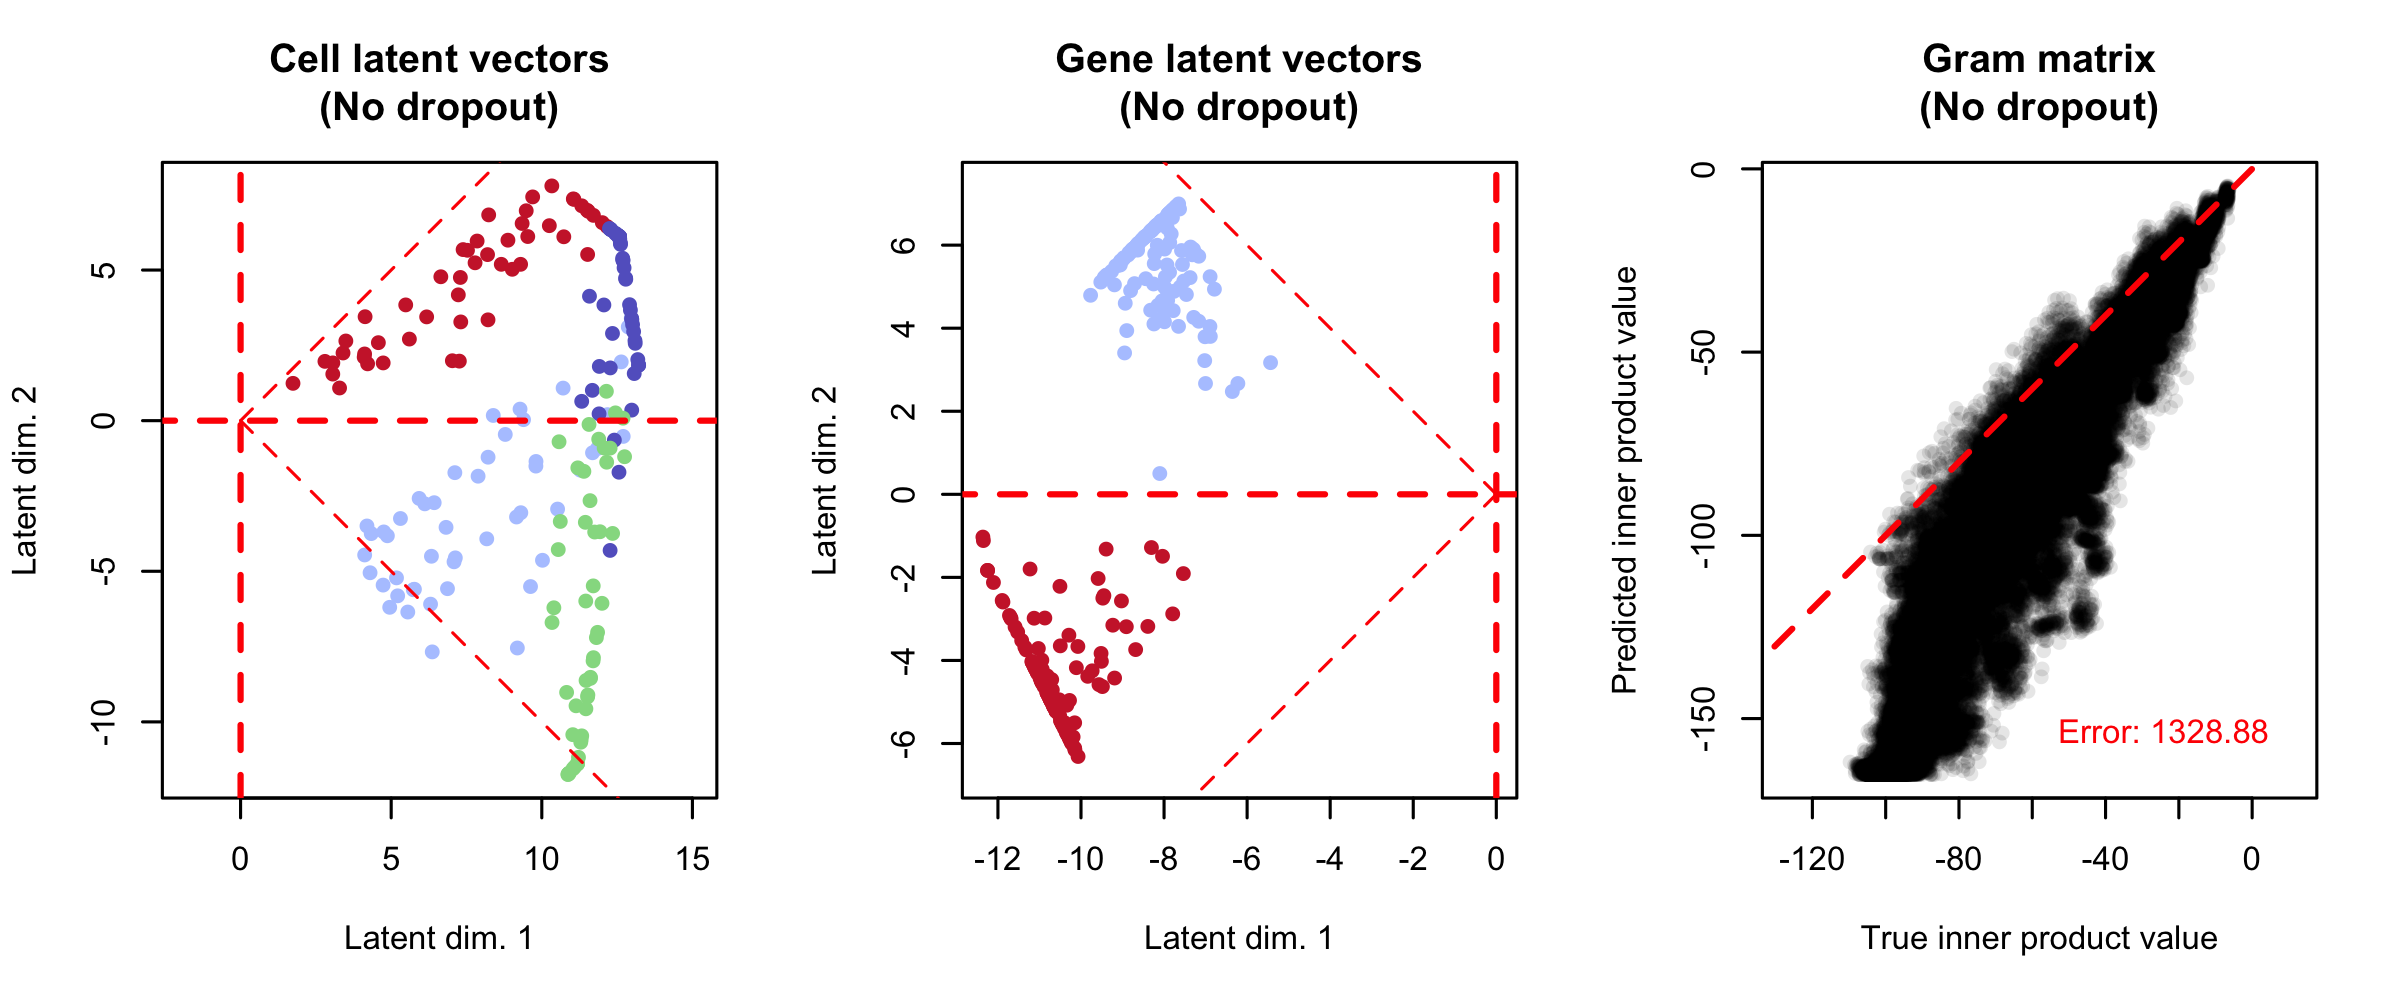 Cell latent vectors
(No dropout)
Latent dim. 2
5
0
-5
-10
0
5
10
15
Latent dim. 1
Gene latent vectors
(No dropout)
Latent dim. 2
6
4
2
0
-2
-4
-6
-12
-10
-8
-6
-4
-2
0
Latent dim. 1
Gram matrix
(No dropout)
Predicted inner product value
0
-50
-100
-150
Error: 1328.88
-120
-80
-40
0
True inner product value